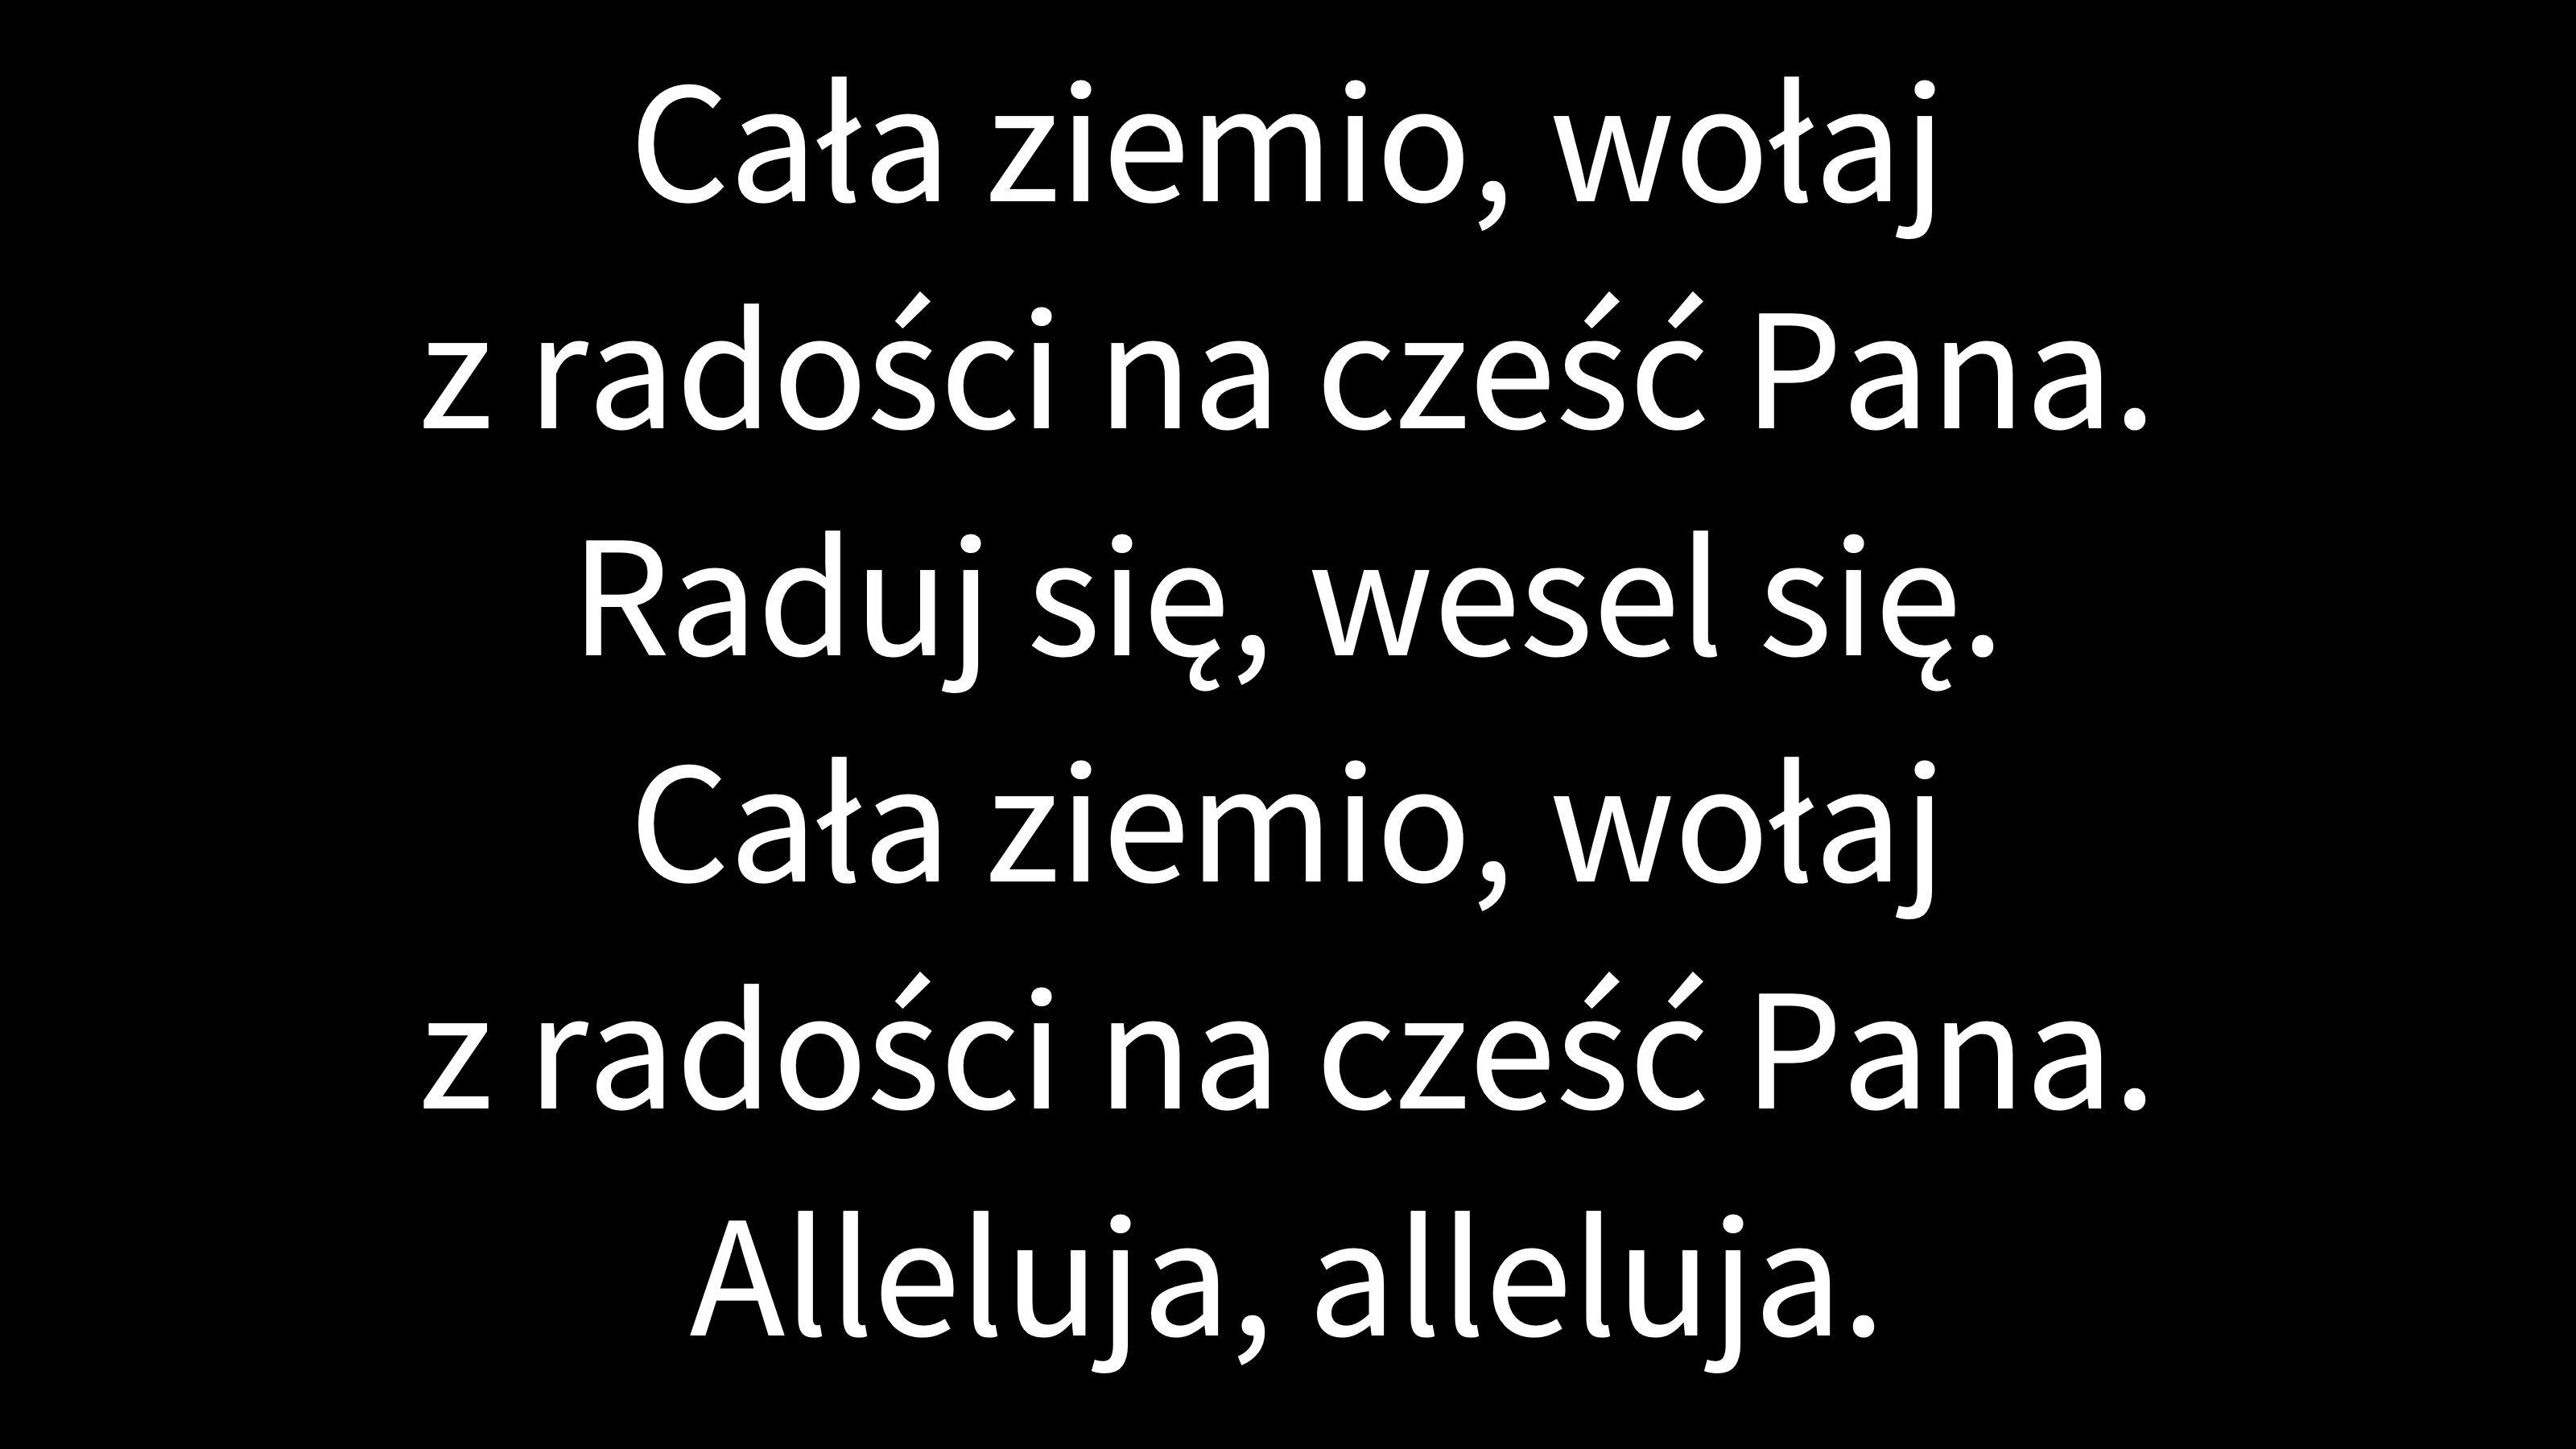 Cała ziemio, wołaj
z radości na cześć Pana.
Raduj się, wesel się.
Cała ziemio, wołaj
z radości na cześć Pana.
Alleluja, alleluja.